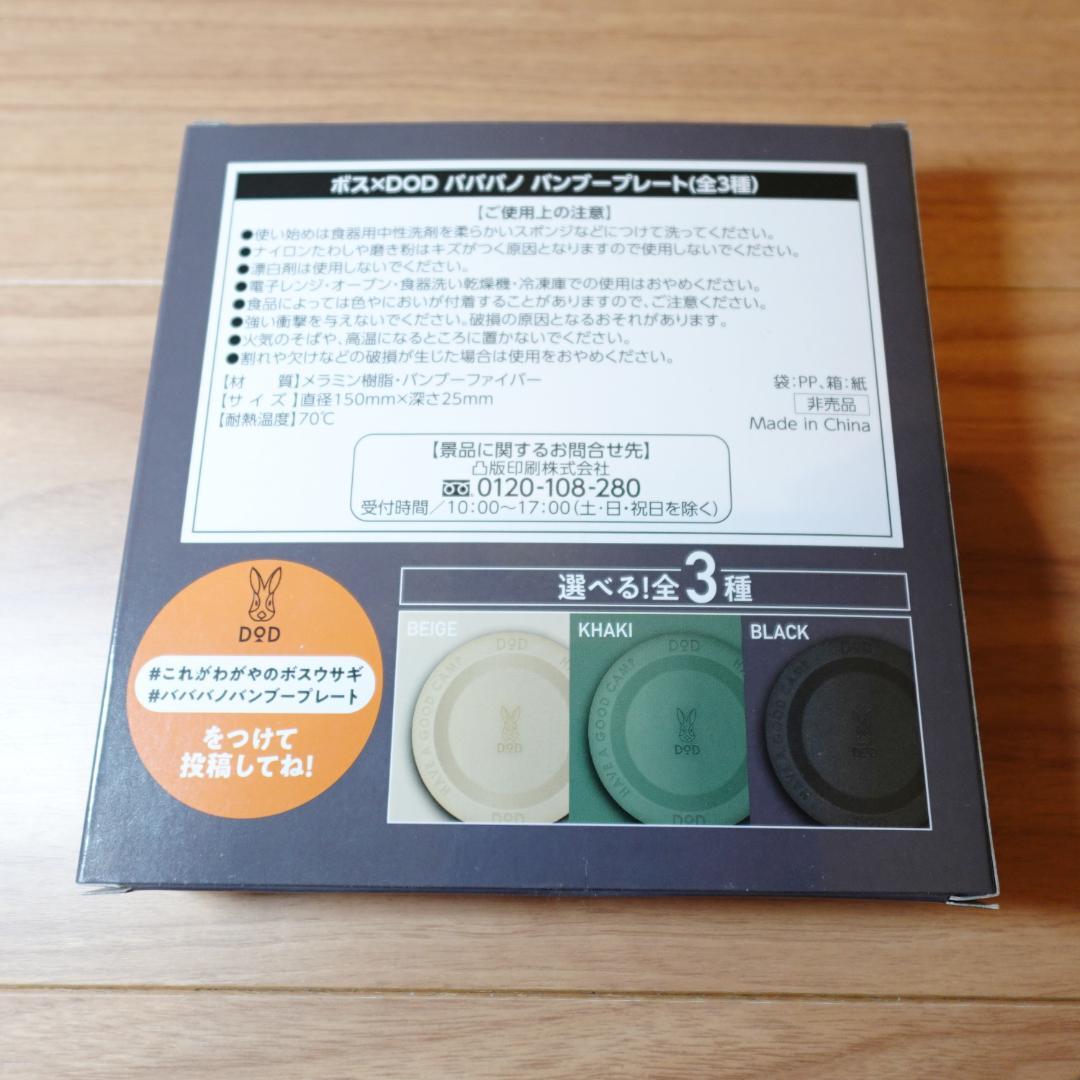 ボス×DOD バババノ バンブープレート(全3種)
【ご使用上の注意】
●使い始めは食器用中性洗剤を柔らかいスポンジなどにつけて洗ってください。
●ナイロンたわしや磨き粉はキズがつく原因となりますので使用しないでください。
●漂白剤は使用しないでください。
●電子レンジ・オーブン・食器洗い乾燥機・冷凍庫での使用はおやめください。
●食品によっては色やにおいが付着することがありますので、ご注意ください。
●強い衝撃を与えないでください。破損の原因となるおそれがあります。
●火気のそばや、高温になるところに置かないでください。
●割れや欠けなどの破損が生じた場合は使用をおやめください。
【材　質】メラミン樹脂・バンブーファイバー
【サイズ】直径150mm×深さ25mm
【耐熱温度】70℃
袋:PP、箱:紙
非売品
Made in China
【景品に関するお問合せ先】
凸版印刷株式会社
0120-108-280
受付時間/10:00〜17:00(土・日・祝日を除く)
DOD
#これがわがやのボスウサギ
#バババノバンブープレート
をつけて
投稿してね!
選べる!全3種
BEIGE
DOD
HAVE A GOOD CAMP
DOD
DOD
KHAKI
DOD
HAVE A GOOD CAMP
DOD
DOD
BLACK
DOD
HAVE A GOOD CAMP
DOD
DOD